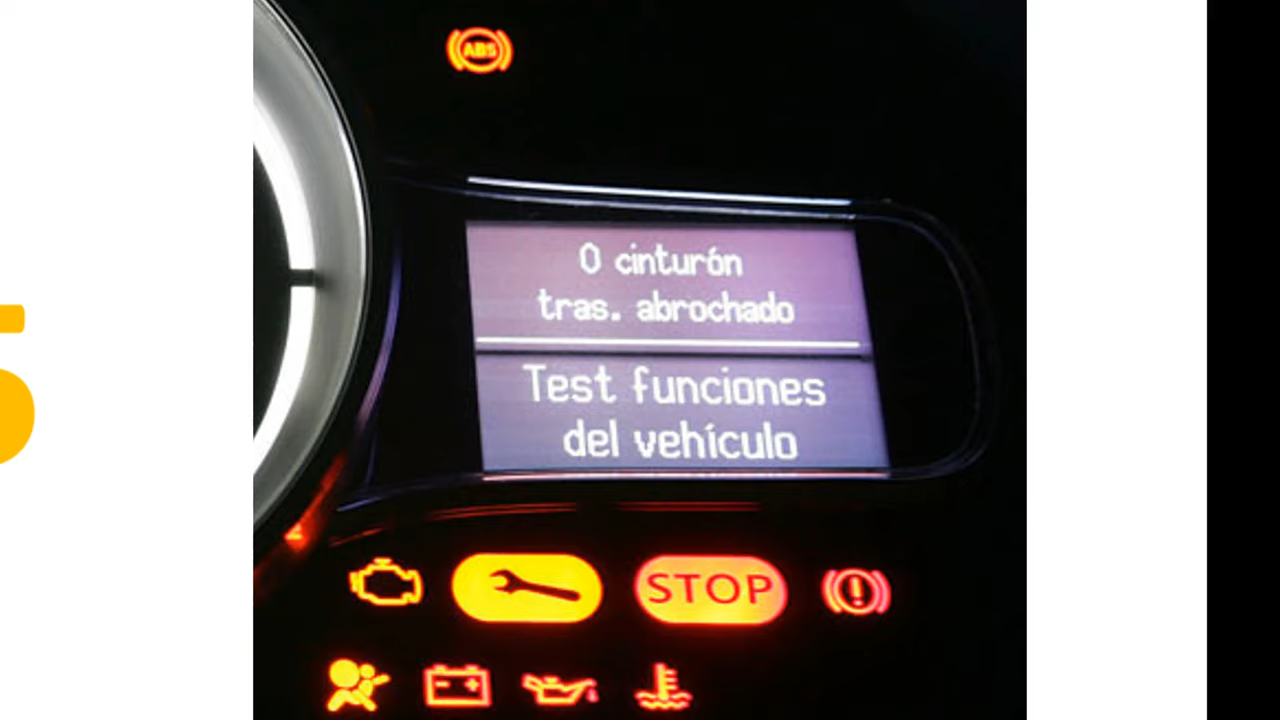 ABS
0 cinturón
tras. abrochado
Test funciones
del vehículo
STOP